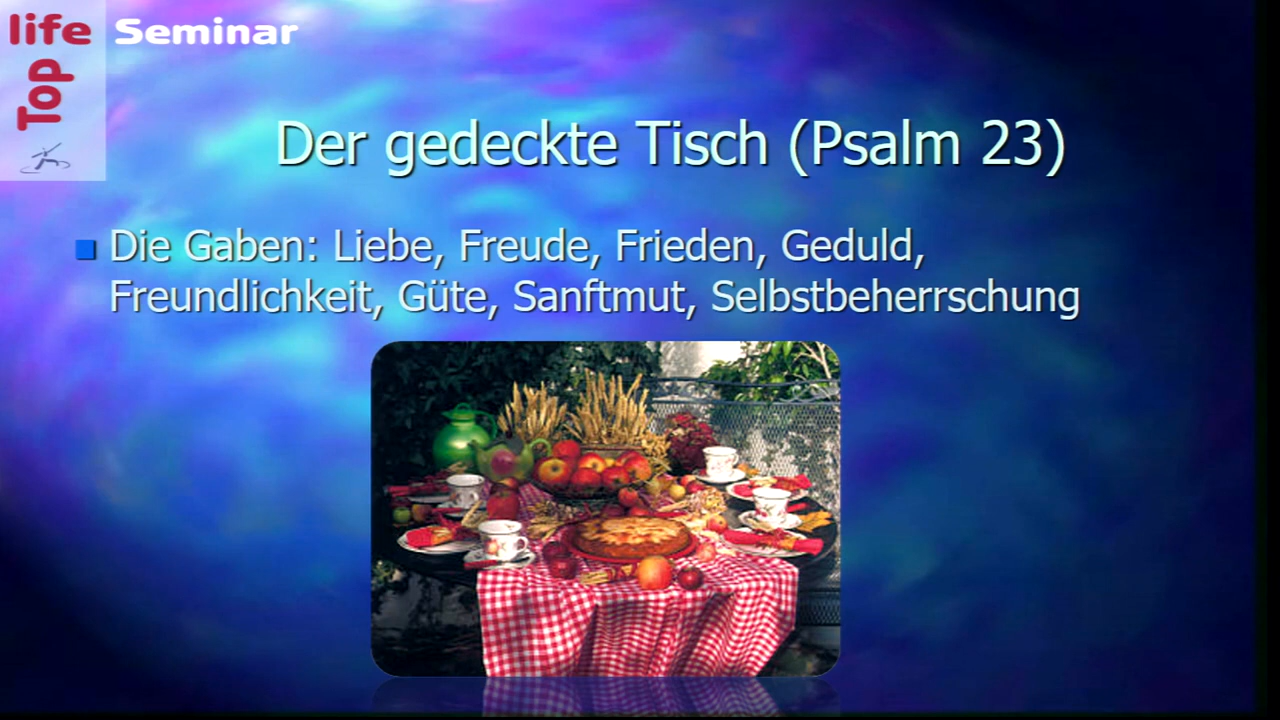 life Seminar
Top
Der gedeckte Tisch (Psalm 23)
Die Gaben: Liebe, Freude, Frieden, Geduld,
Freundlichkeit, Güte, Sanftmut, Selbstbeherrschung